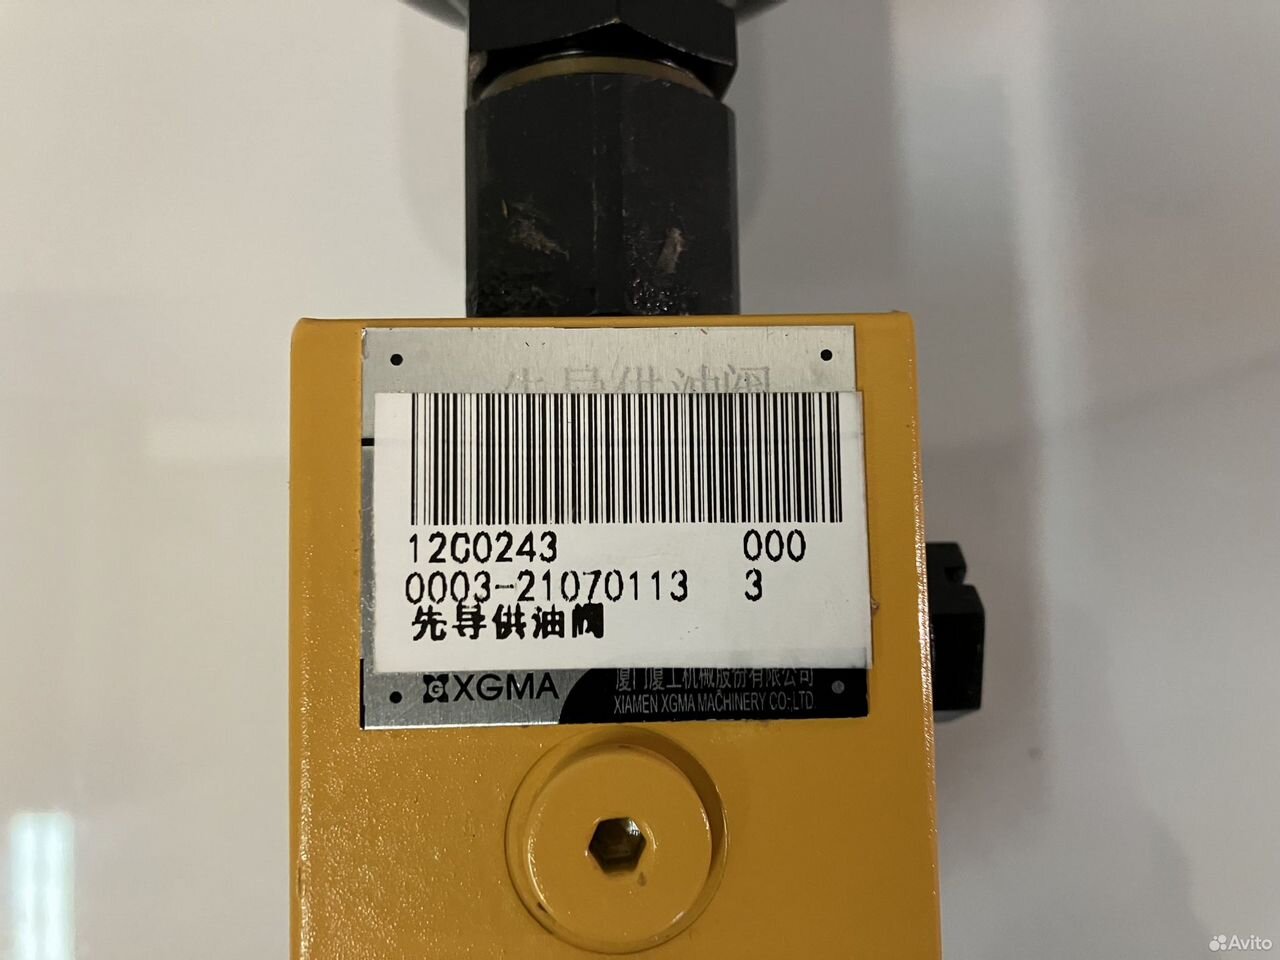 先导供油阀
12C0243 000
0003-21070113 3
先导供油阀
XGMA 厦门厦工机械股份有限公司
XIAMEN XGMA MACHINERY CO.,LTD
Avito